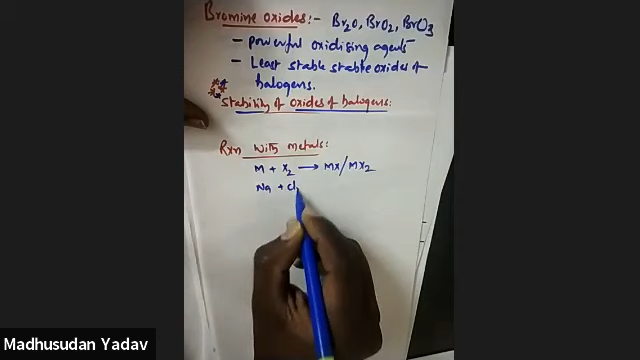 Bromine oxides:- Br2O, BrO2, BrO3
- powerful oxidising agents
- Least stable stable oxides of
halogens.
stability of oxides of halogens:
Rxn with metals:
M + X2 → MX/MX2
Na + Cl
Madhusudan Yadav